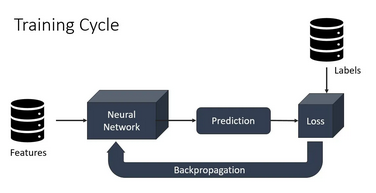 Training Cycle
Labels
Neural
Network
Prediction
Loss
Features
Backpropagation